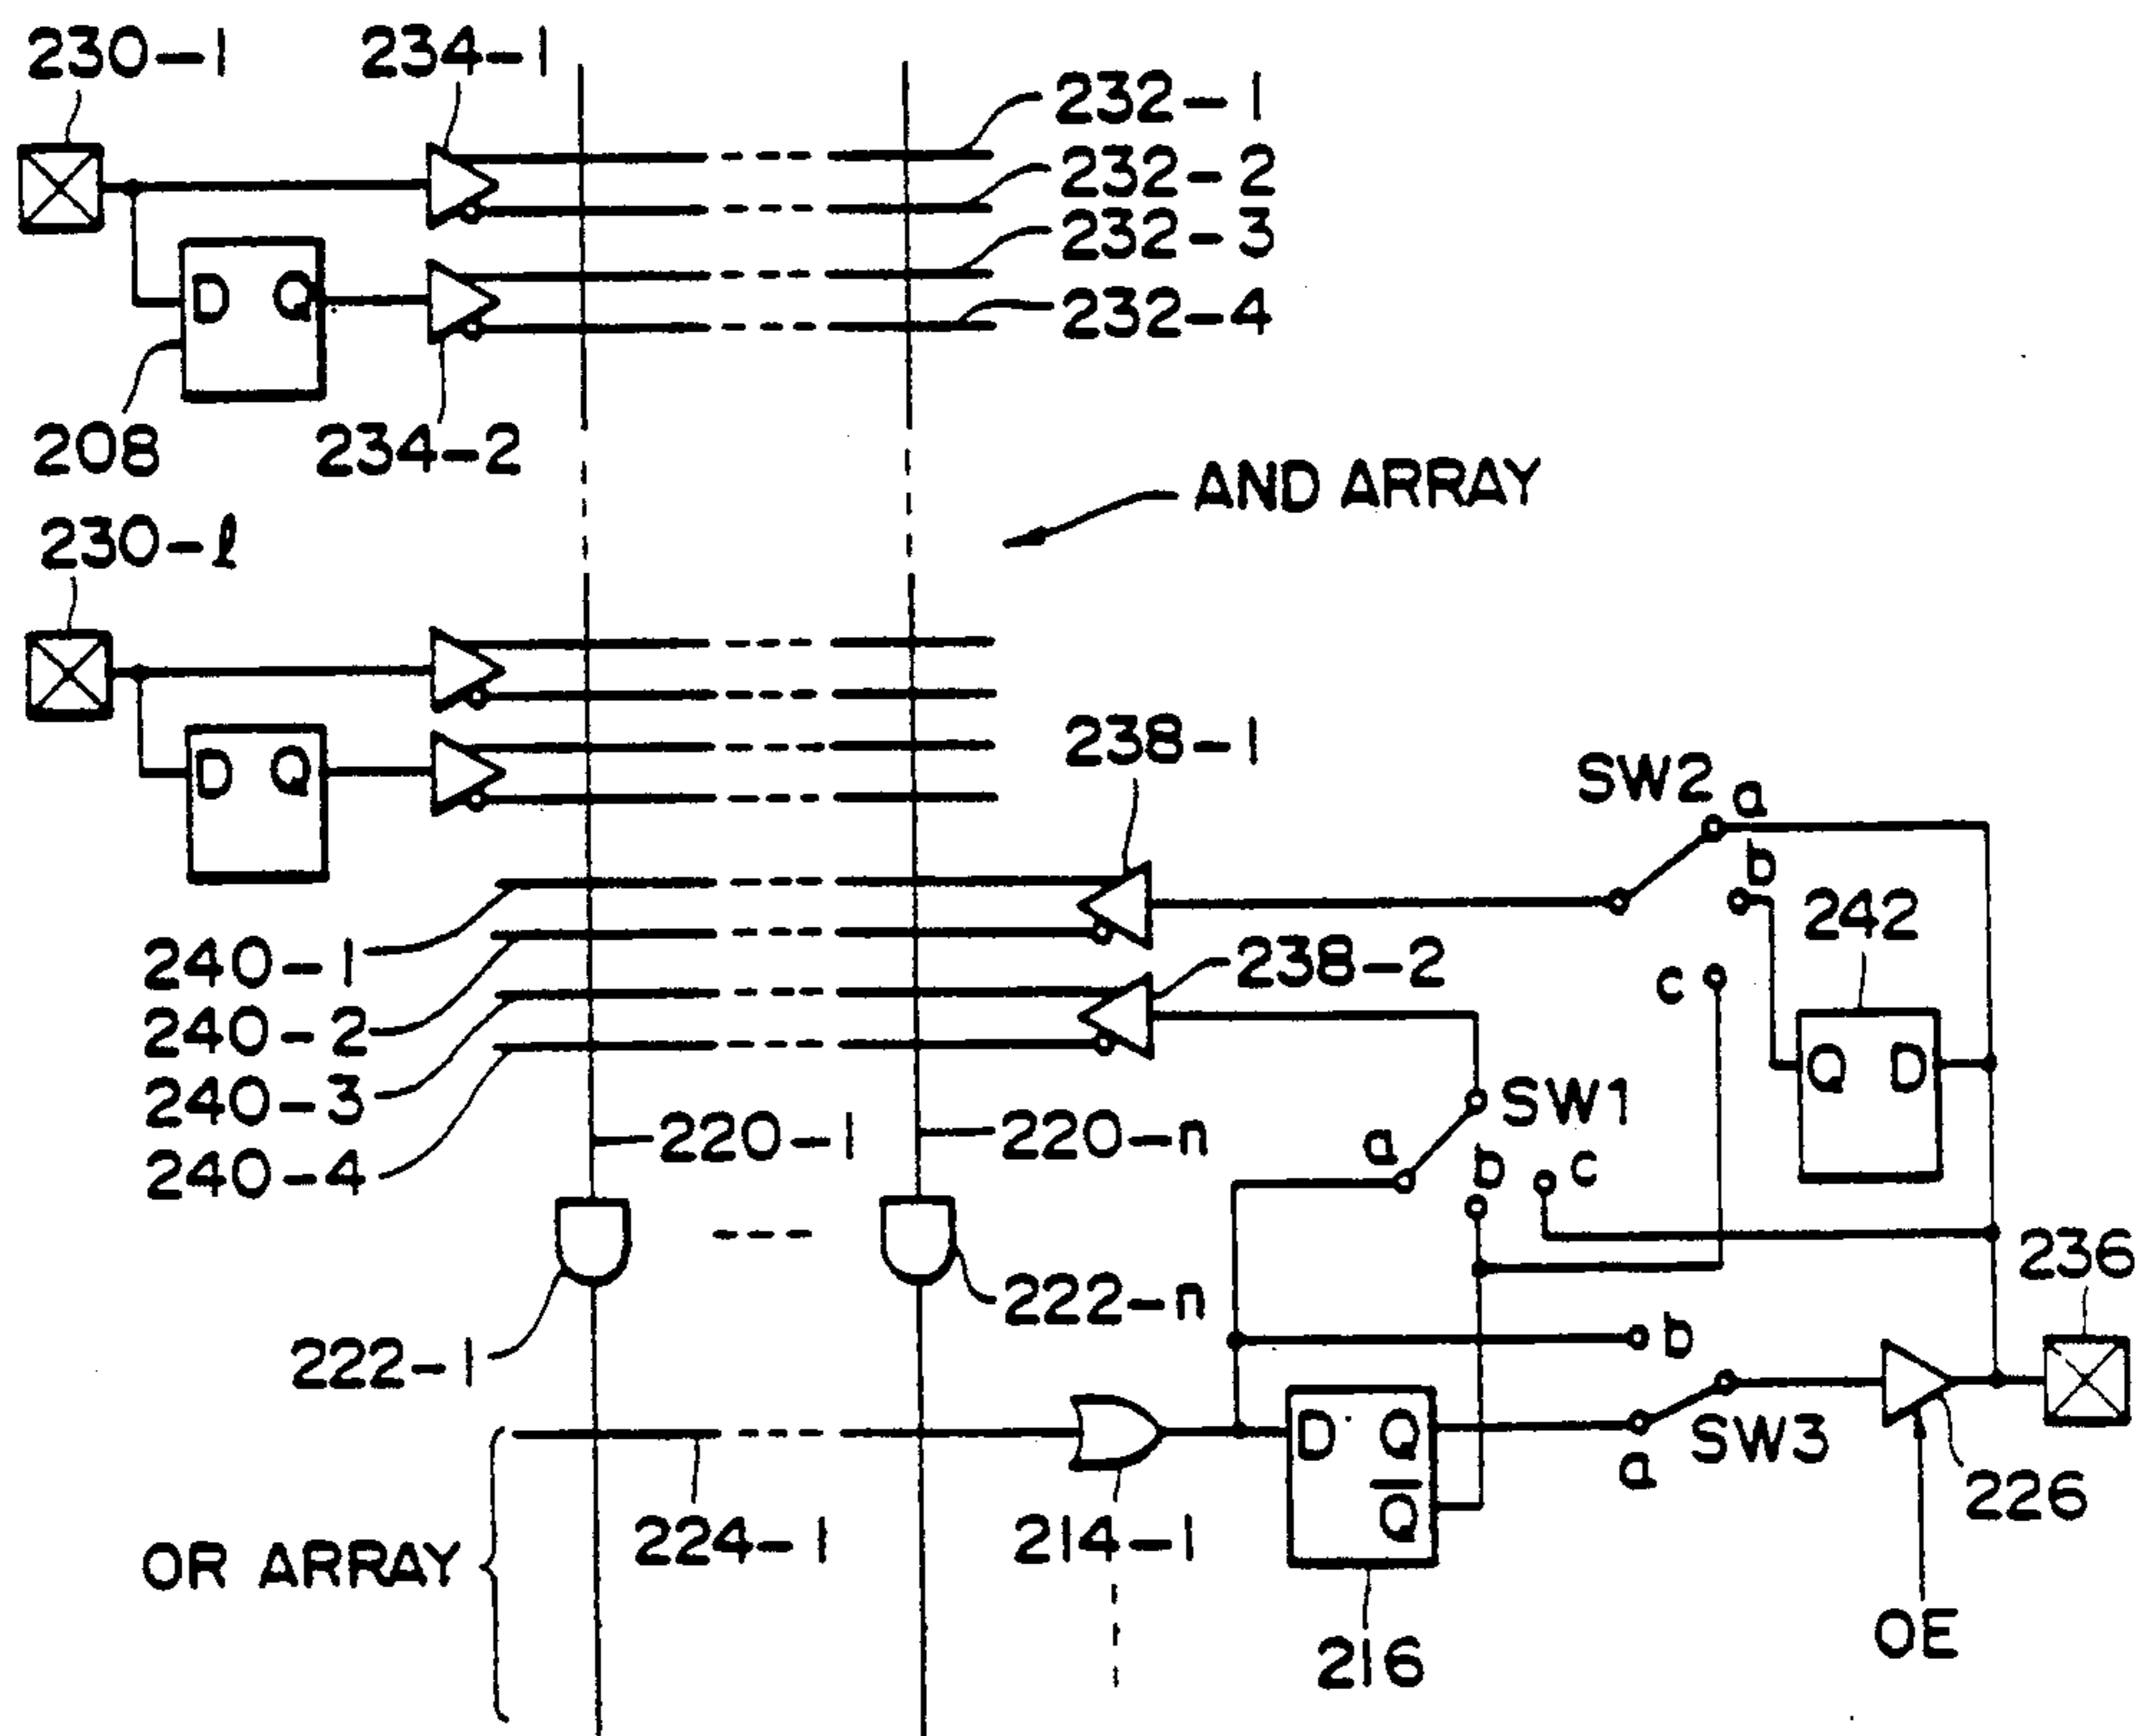 230-1
234-1
232-1
232-2
232-3
D Q
232-4
208
234-2
AND ARRAY
230-ℓ
238-1
SW2 a
D Q
b
242
240-1
238-2
c
240-2
Q D
240-3
SW1
220-1
220-n
a
b c
240-4
236
222-n
222-1
b
D Q
SW3
a
226
Q̅
224-1
214-1
OR ARRAY
216
OE